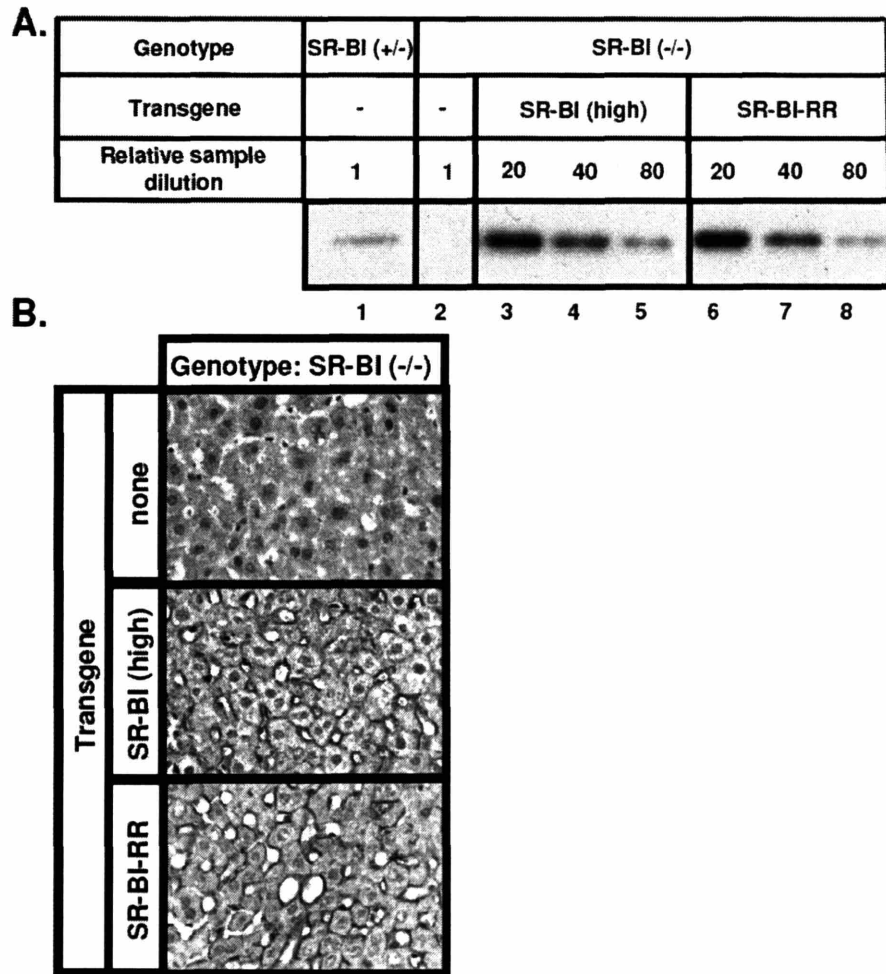 A.
Genotype SR-BI (+/-) SR-BI (-/-)
Transgene - - SR-BI (high) SR-BI-RR
Relative sample
dilution 1 1 20 40 80 20 40 80
1 2 3 4 5 6 7 8
B.
Genotype: SR-BI (-/-)
Transgene
none
SR-BI (high)
SR-BI-RR